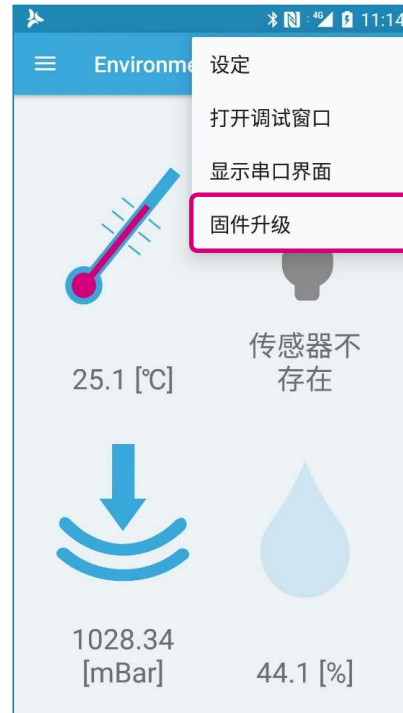 4G 11:14
Environme
设定
打开调试窗口
显示串口界面
固件升级
传感器不
存在
25.1 [℃]
1028.34
[mBar]
44.1 [%]